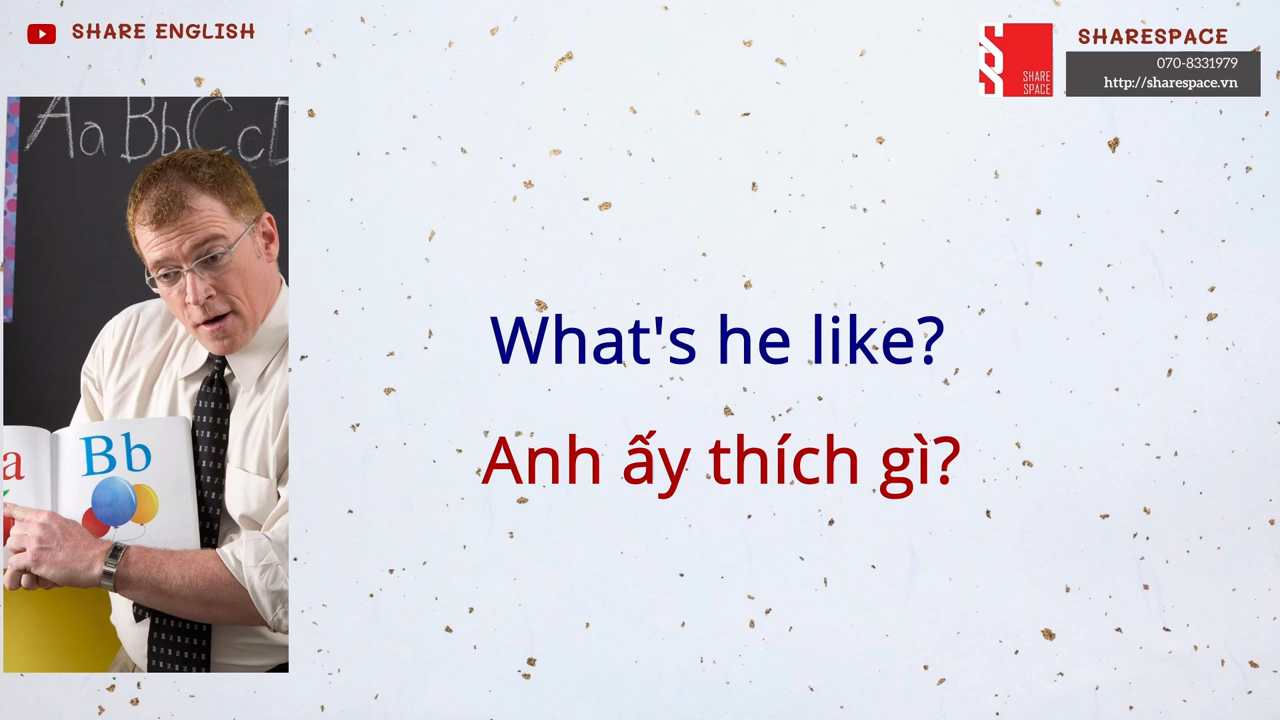 SHARE ENGLISH
SHARE
SPACE
SHARESPACE
070-8331979
http://sharespace.vn
Aa Bb Cc D
a
Bb
What's he like?
Anh ấy thích gì?